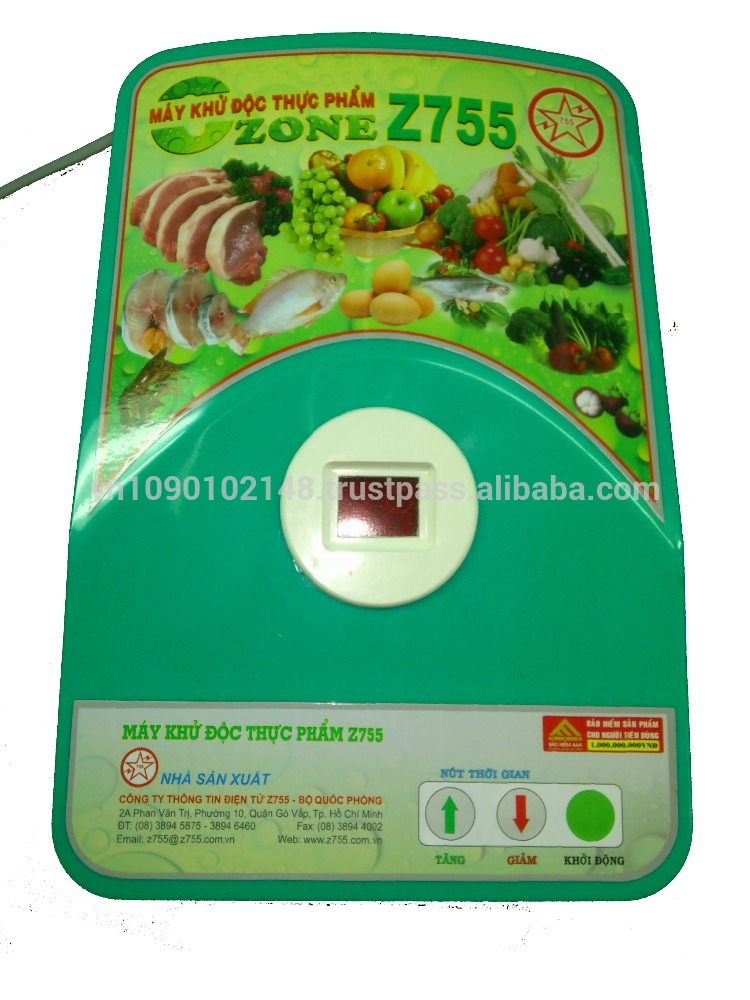 MÁY KHỬ ĐỘC THỰC PHẨM
OZONE Z755
755
vn1090102148.trustpass.alibaba.com
MÁY KHỬ ĐỘC THỰC PHẨM Z755
NHÀ SẢN XUẤT
CÔNG TY THÔNG TIN ĐIỆN TỬ Z755 - BỘ QUỐC PHÒNG
2A Phan Văn Trị, Phường 10, Quận Gò Vấp, Tp. Hồ Chí Minh
ĐT: (08) 3894 5875 - 3894 6460 Fax: (08) 3894 4002
Email: z755@z755.com.vn Web: www.z755.com.vn
BẢO HIỂM AAA
BẢO HIỂM SẢN PHẨM
CHO NGƯỜI TIÊU DÙNG
1.000.000.000VNĐ
NÚT THỜI GIAN
TĂNG GIẢM KHỞI ĐỘNG